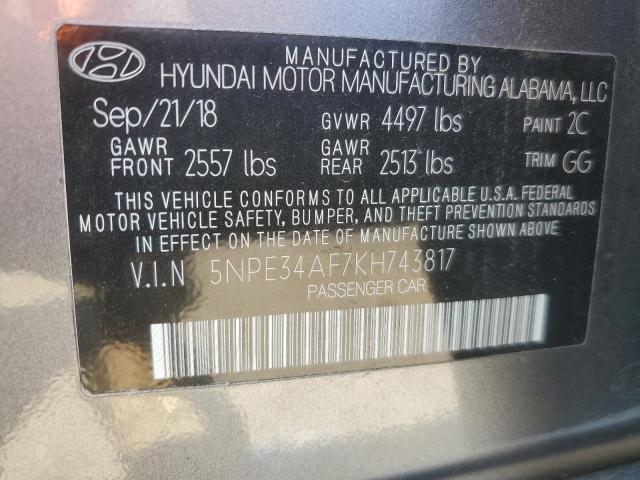 MANUFACTURED BY
HYUNDAI MOTOR MANUFACTURING ALABAMA, LLC
Sep/21/18 GVWR 4497 lbs PAINT 2C
GAWR FRONT 2557 lbs GAWR REAR 2513 lbs TRIM GG
THIS VEHICLE CONFORMS TO ALL APPLICABLE U.S.A. FEDERAL
MOTOR VEHICLE SAFETY, BUMPER, AND THEFT PREVENTION STANDARDS
IN EFFECT ON THE DATE OF MANUFACTURE SHOWN ABOVE.
V.I.N 5NPE34AF7KH743817
PASSENGER CAR